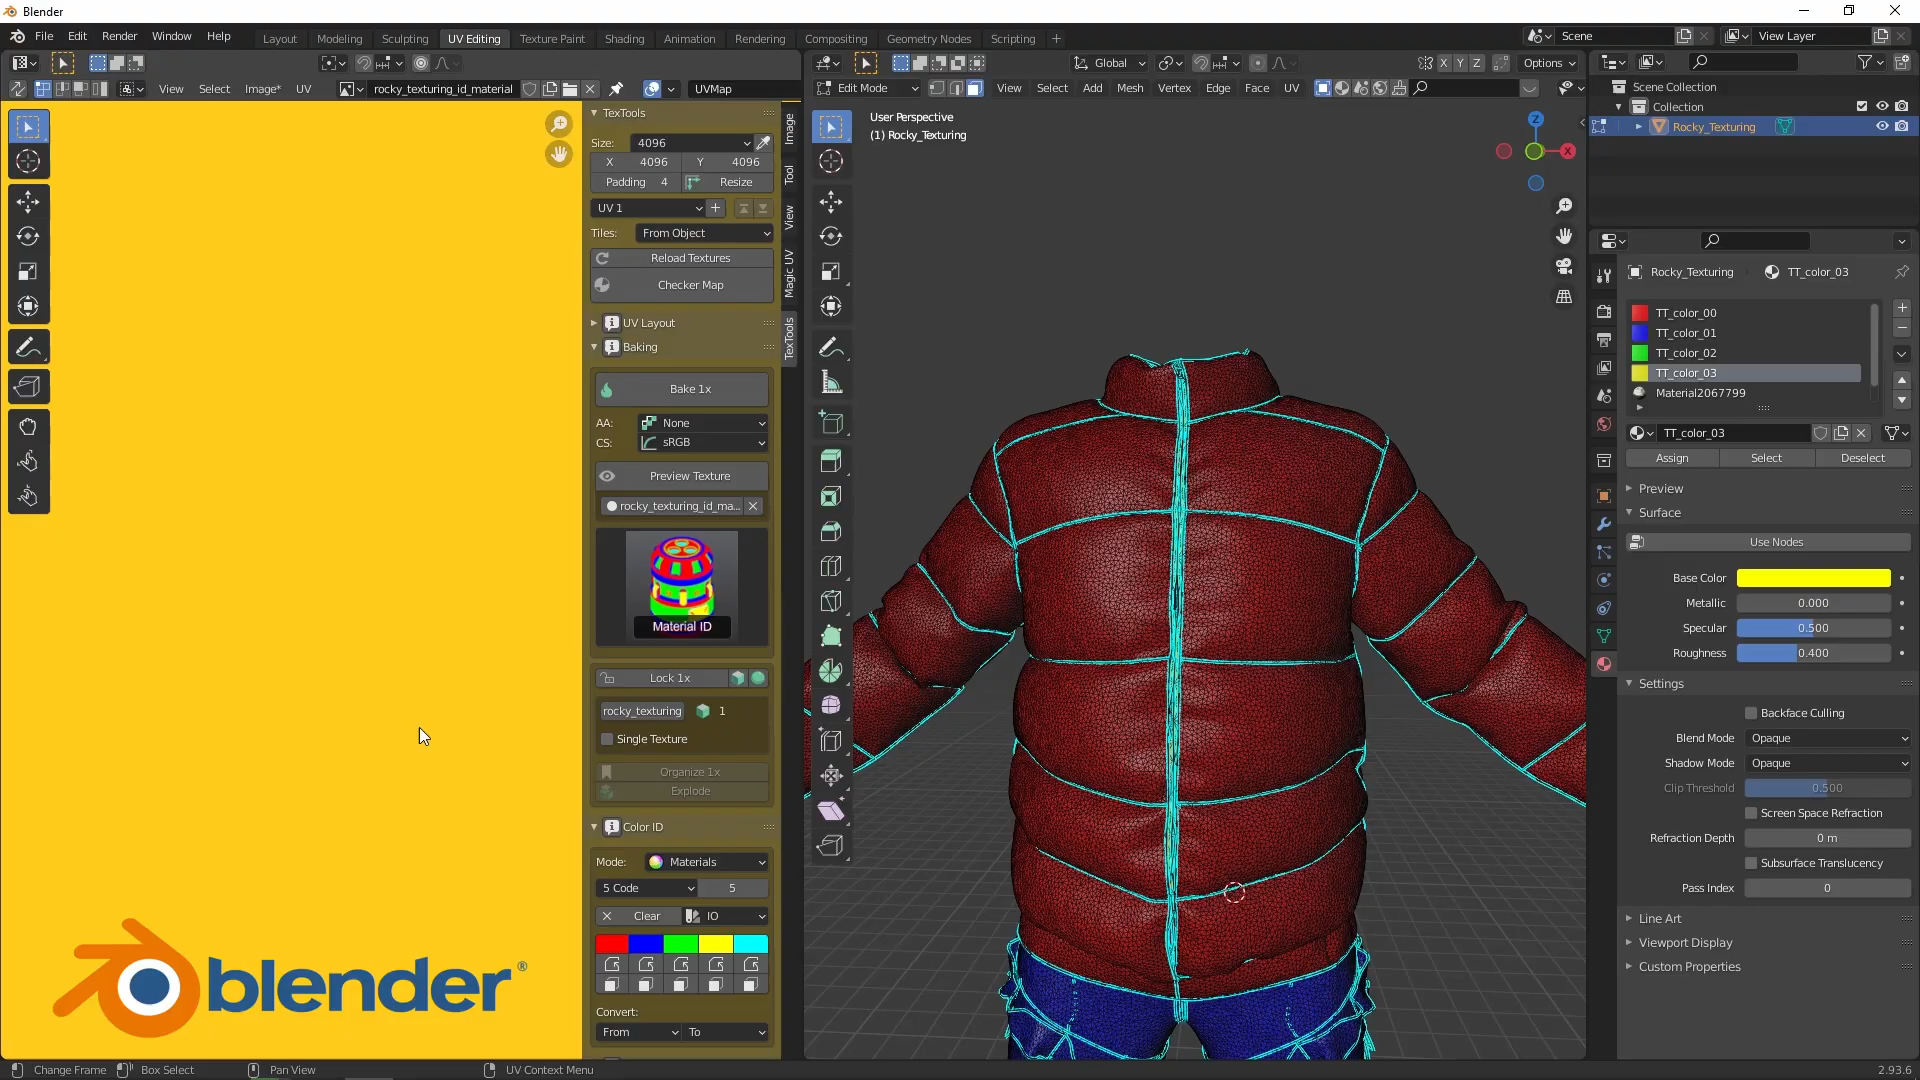 Blender
File Edit Render Window Help
Layout Modeling Sculpting UV Editing Texture Paint Shading Animation Rendering Compositing Geometry Nodes Scripting
Scene
View Layer
Global
X Y Z
Options
View Select Image* UV
rocky_texturing_id_material
UVMap
Edit Mode
View Select Add Mesh Vertex Edge Face UV
TexTools
Size: 4096
X 4096 Y 4096
Padding 4 Resize
UV 1
Tiles: From Object
Reload Textures
Checker Map
UV Layout
Baking
Bake 1x
AA: None
CS: sRGB
Preview Texture
rocky_texturing_id_ma...
Material ID
Lock 1x
rocky_texturing 1
Single Texture
Organize 1x
Explode
Color ID
Mode: Materials
5 Code 5
Clear IO
Convert:
From To
Image
Tool
View
Magic UV
TexTools
blender®
User Perspective
(1) Rocky_Texturing
Z
X
Scene Collection
Collection
Rocky_Texturing
Rocky_Texturing TT_color_03
TT_color_00
TT_color_01
TT_color_02
TT_color_03
Material2067799
TT_color_03
Assign Select Deselect
Preview
Surface
Use Nodes
Base Color
Metallic 0.000
Specular 0.500
Roughness 0.400
Settings
Backface Culling
Blend Mode Opaque
Shadow Mode Opaque
Clip Threshold 0.500
Screen Space Refraction
Refraction Depth 0 m
Subsurface Translucency
Pass Index 0
Line Art
Viewport Display
Custom Properties
Change Frame Box Select Pan View UV Context Menu 2.93.6